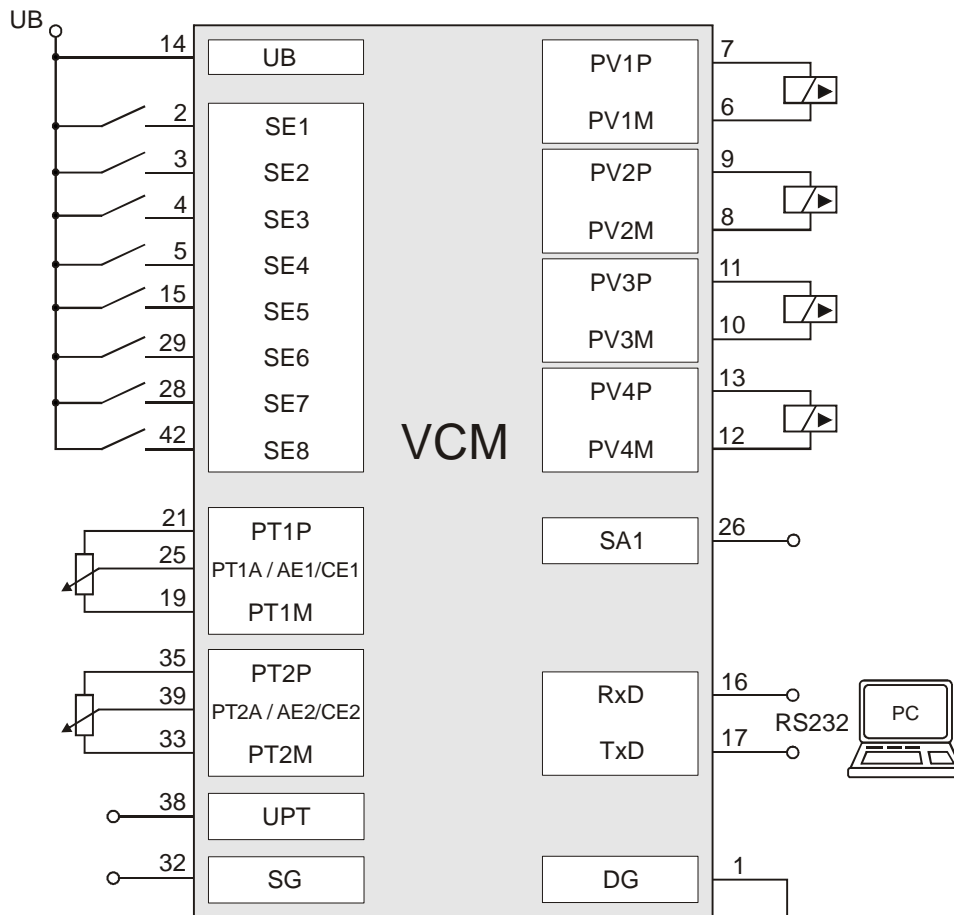 UB
14 UB
2 SE1
3 SE2
4 SE3
5 SE4
15 SE5
29 SE6
28 SE7
42 SE8
21 PT1P
25 PT1A / AE1/CE1
19 PT1M
35 PT2P
39 PT2A / AE2/CE2
33 PT2M
38 UPT
32 SG
VCM
PV1P 7
PV1M 6
PV2P 9
PV2M 8
PV3P 11
PV3M 10
PV4P 13
PV4M 12
SA1 26
RxD 16
TxD 17
RS232
PC
DG 1